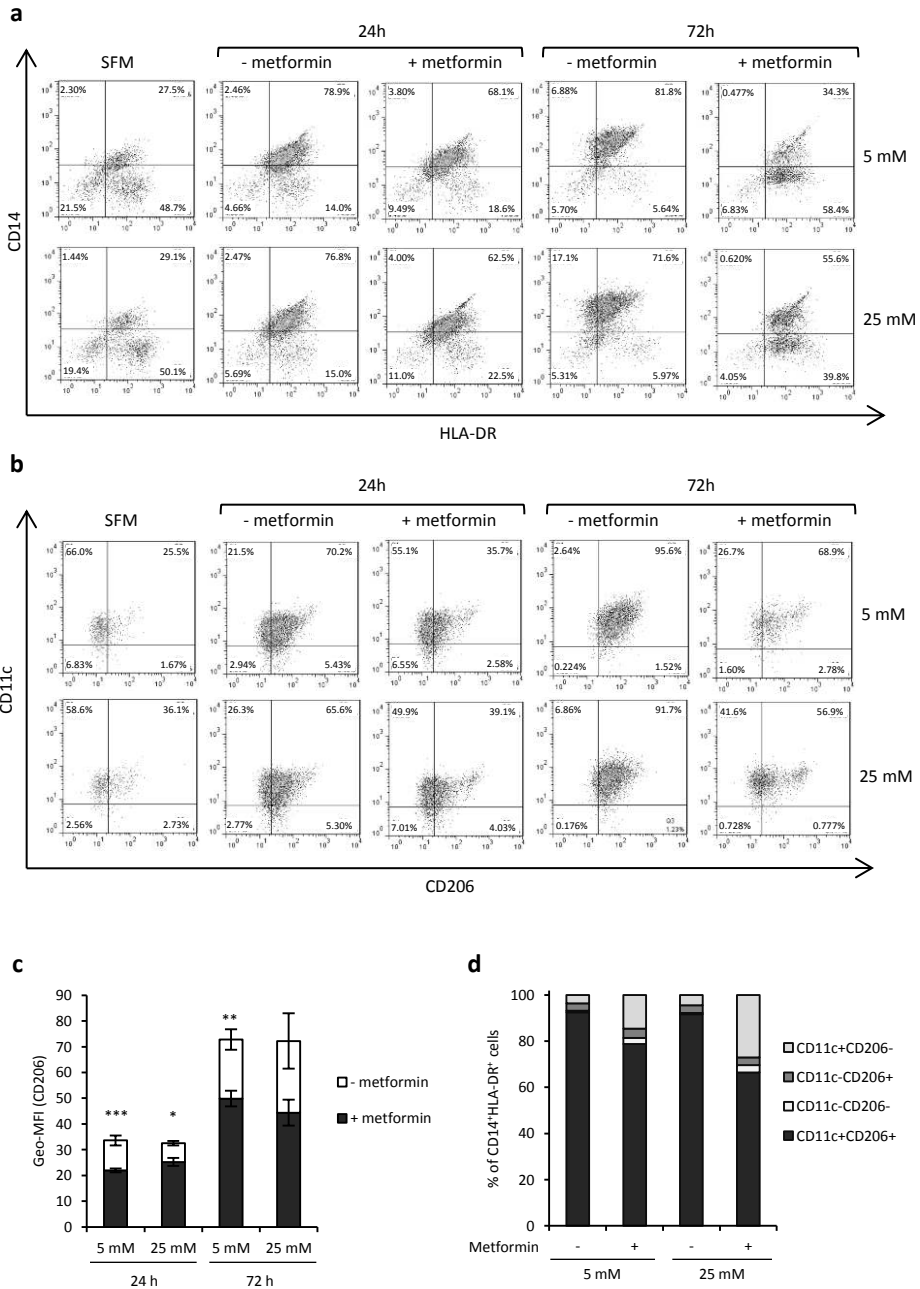 a
24h
72h
SFM
- metformin
+ metformin
- metformin
+ metformin
2.30% 27.5%
21.5% 48.7%
2.46% 78.9%
4.66% 14.0%
3.80% 68.1%
9.49% 18.6%
6.88% 81.8%
5.70% 5.64%
0.477% 34.3%
6.83% 58.4%
5 mM
1.44% 29.1%
19.4% 50.1%
2.47% 76.8%
5.69% 15.0%
4.00% 62.5%
11.0% 22.5%
17.1% 71.6%
5.31% 5.97%
0.620% 55.6%
4.05% 39.8%
25 mM
CD14
HLA-DR
b
24h
72h
SFM
- metformin
+ metformin
- metformin
+ metformin
66.0% 25.5%
6.83% 1.67%
21.5% 70.2%
2.94% 5.43%
55.1% 35.7%
6.55% 2.58%
2.64% 95.6%
0.224% 1.52%
26.7% 68.9%
1.60% 2.78%
5 mM
58.6% 36.1%
2.56% 2.73%
26.3% 65.6%
2.77% 5.30%
49.9% 39.1%
7.01% 4.03%
6.86% 91.7%
0.176% Q3
1.23%
41.6% 56.9%
0.728% 0.777%
25 mM
CD11c
CD206
c
90
80
70
60
50
40
30
20
10
0
Geo-MFI (CD206)
***
*
**
- metformin
+ metformin
5 mM 25 mM 5 mM 25 mM
24 h 72 h
d
100
80
60
40
20
0
% of CD14+HLA-DR+ cells
CD11c+CD206-
CD11c-CD206+
CD11c-CD206-
CD11c+CD206+
Metformin - + - +
5 mM 25 mM